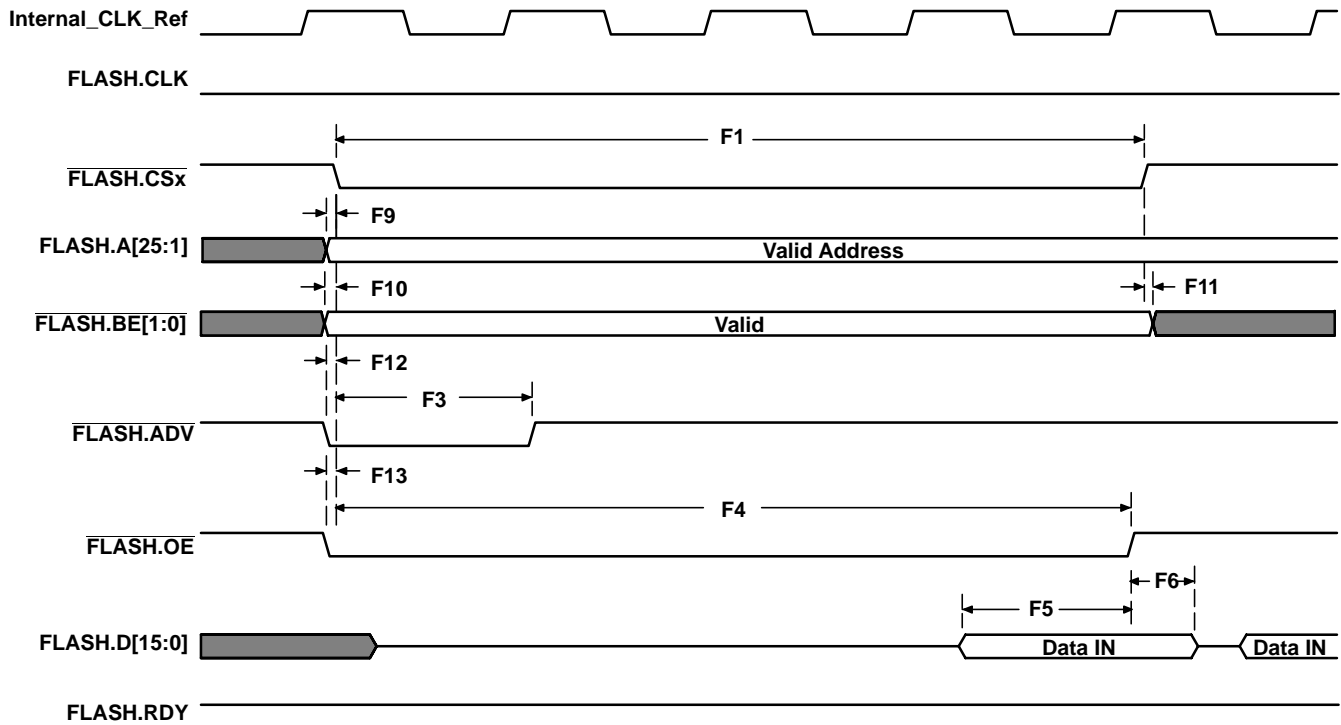 Internal_CLK_Ref
FLASH.CLK
F1
FLASH.CSx
F9
FLASH.A[25:1]
Valid Address
F10
F11
FLASH.BE[1:0]
Valid
F12
F3
FLASH.ADV
F13
F4
FLASH.OE
F6
F5
FLASH.D[15:0]
Data IN
Data IN
FLASH.RDY